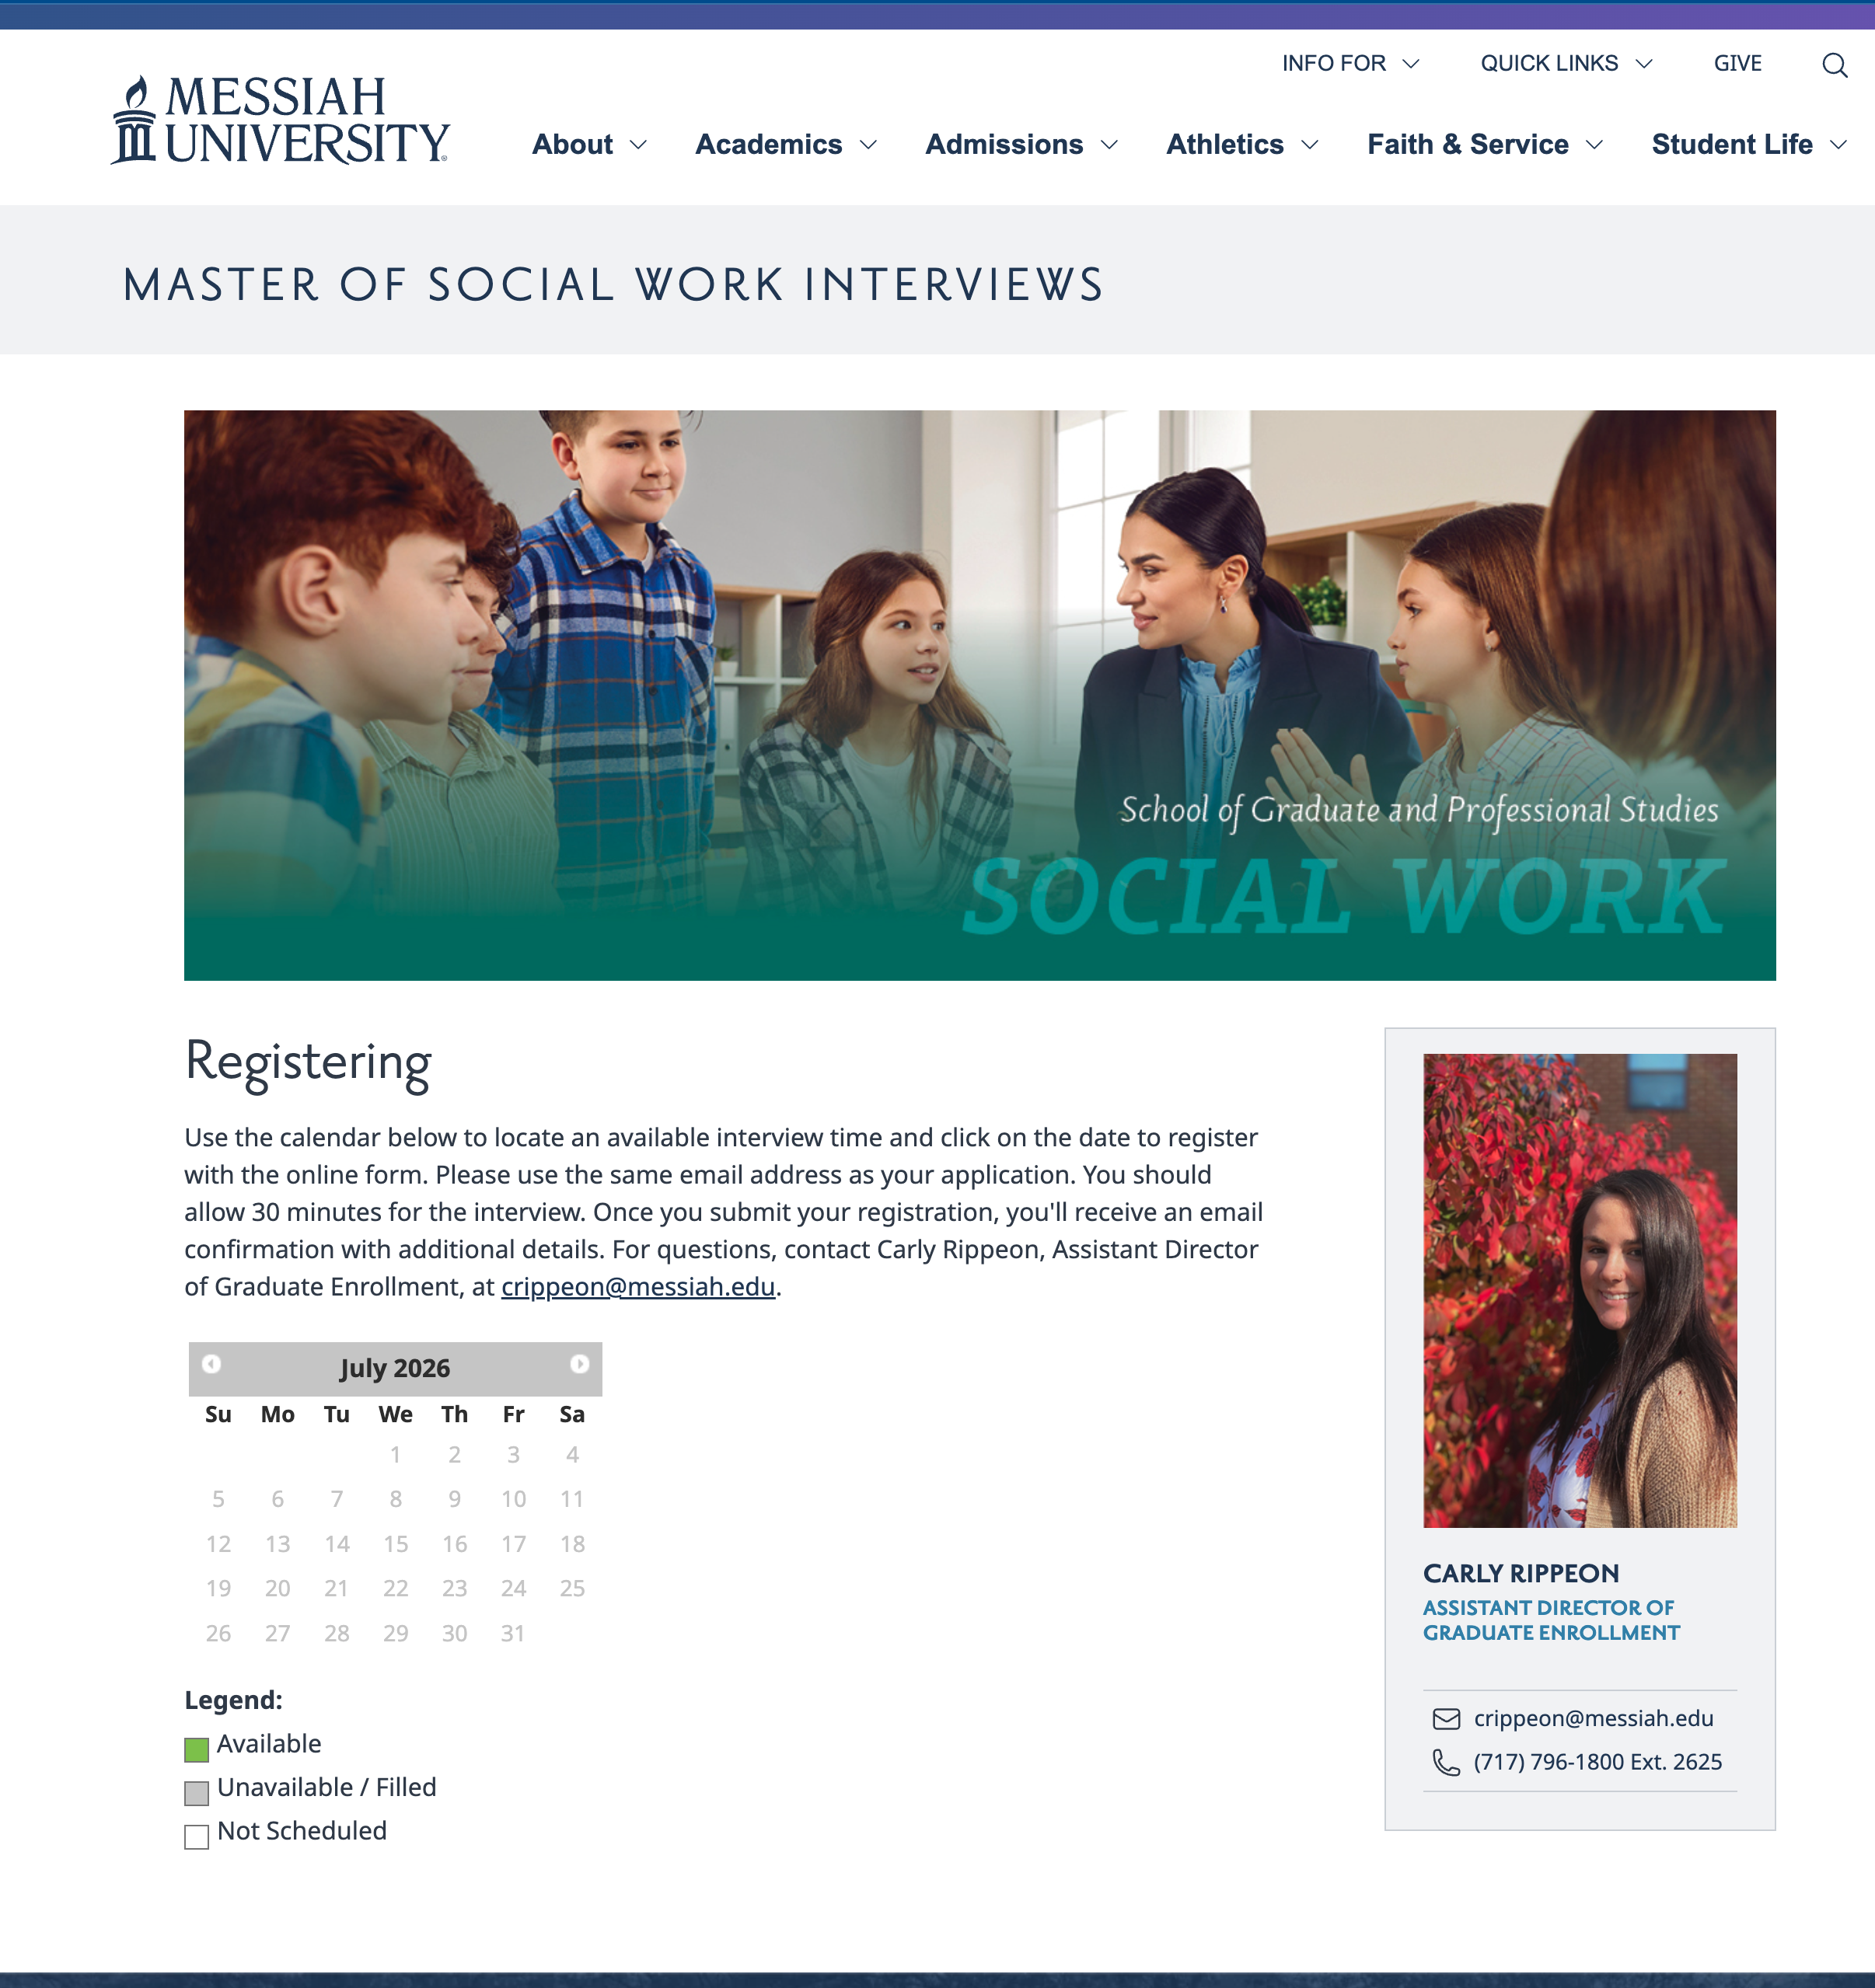 INFO FOR QUICK LINKS GIVE
MESSIAH
UNIVERSITY
About Academics Admissions Athletics Faith & Service Student Life
MASTER OF SOCIAL WORK INTERVIEWS
School of Graduate and Professional Studies
SOCIAL WORK
Registering
Use the calendar below to locate an available interview time and click on the date to register
with the online form. Please use the same email address as your application. You should
allow 30 minutes for the interview. Once you submit your registration, you'll receive an email
confirmation with additional details. For questions, contact Carly Rippeon, Assistant Director
of Graduate Enrollment, at crippeon@messiah.edu.
July 2026
Su Mo Tu We Th Fr Sa
1 2 3 4
5 6 7 8 9 10 11
12 13 14 15 16 17 18
19 20 21 22 23 24 25
26 27 28 29 30 31
Legend:
Available
Unavailable / Filled
Not Scheduled
CARLY RIPPEON
ASSISTANT DIRECTOR OF
GRADUATE ENROLLMENT
crippeon@messiah.edu
(717) 796-1800 Ext. 2625